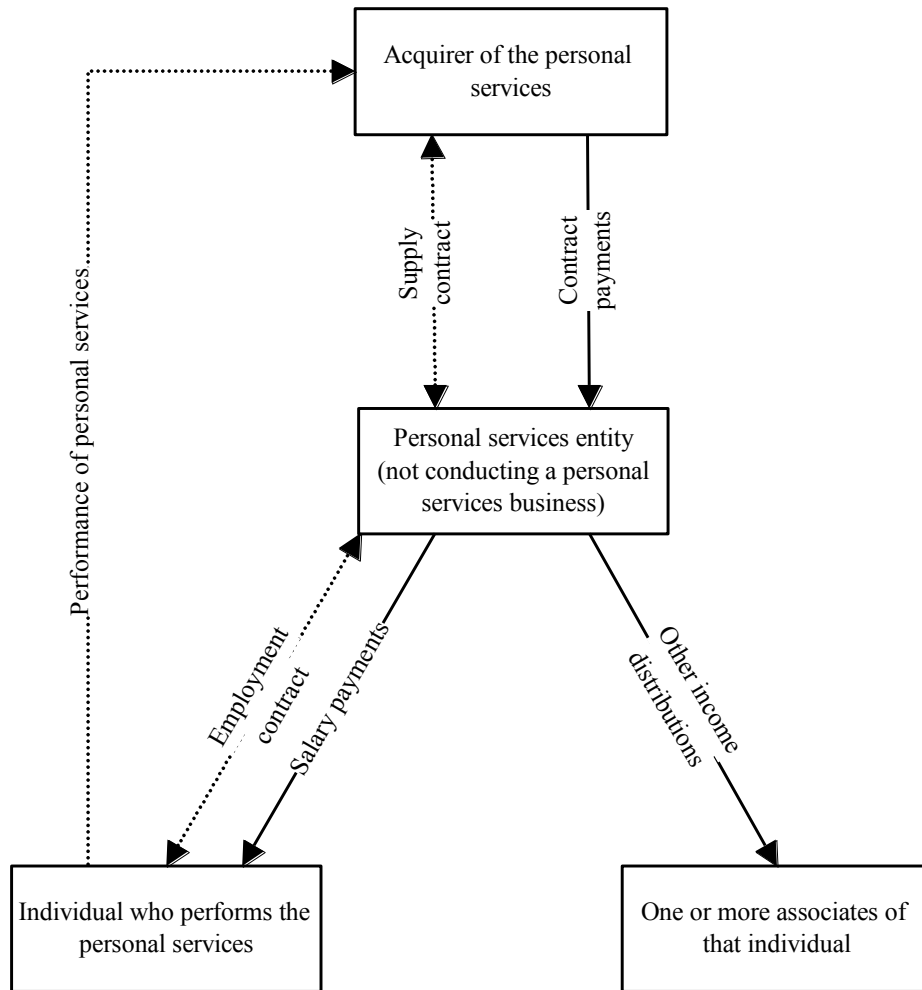 Acquirer of the personal
services
Performance of personal services
Supply
contract
Contract
payments
Personal services entity
(not conducting a personal
services business)
Employment
contract
Salary payments
Other income
distributions
Individual who performs the
personal services
One or more associates of
that individual